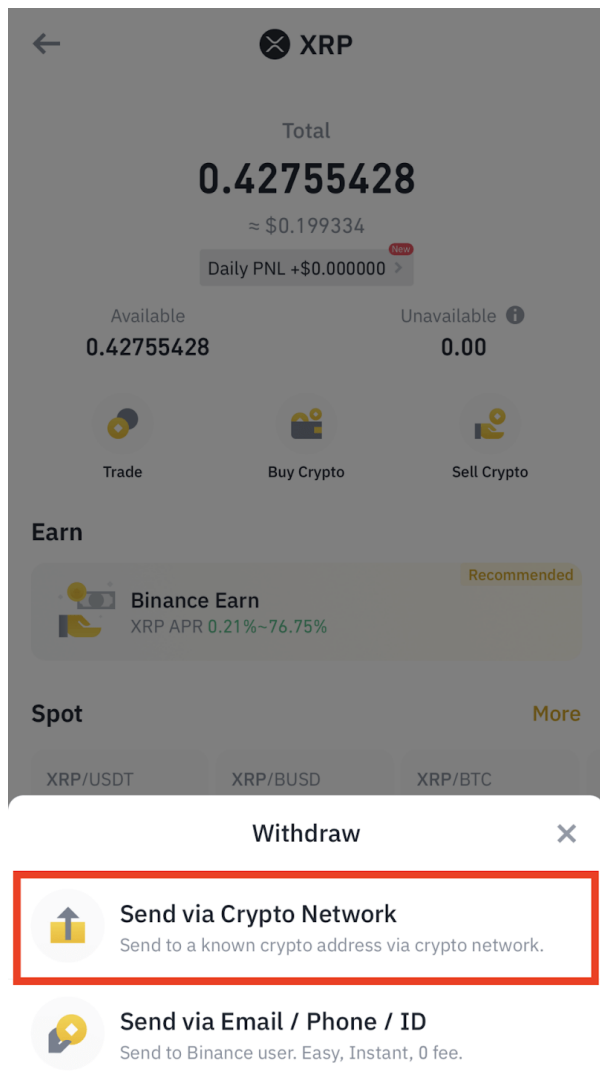 XRP
Total
0.42755428
≈ $0.199334
New
Daily PNL +$0.000000 >
Available
Unavailable i
0.42755428
0.00
Trade
Buy Crypto
Sell Crypto
Earn
Recommended
Binance Earn
XRP APR 0.21%~76.75%
Spot
More
XRP/USDT
XRP/BUSD
XRP/BTC
Withdraw
Send via Crypto Network
Send to a known crypto address via crypto network.
Send via Email / Phone / ID
Send to Binance user. Easy, Instant, 0 fee.